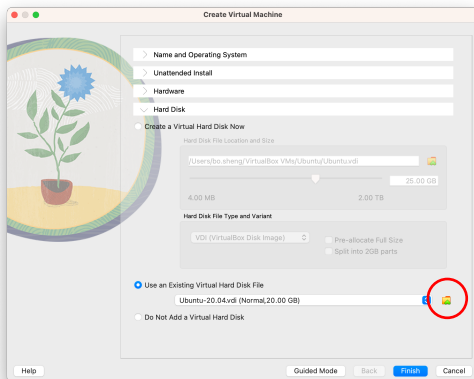 Create Virtual Machine
Name and Operating System
Unattended Install
Hardware
Hard Disk
Create a Virtual Hard Disk Now
Hard Disk File Location and Size
/Users/bo.sheng/VirtualBox VMs/Ubuntu/Ubuntu.vdi
25.00 GB
4.00 MB 2.00 TB
Hard Disk File Type and Variant
VDI (VirtualBox Disk Image) Pre-allocate Full Size
Split into 2GB parts
Use an Existing Virtual Hard Disk File
Ubuntu-20.04.vdi (Normal,20.00 GB)
Do Not Add a Virtual Hard Disk
Help Guided Mode Back Finish Cancel